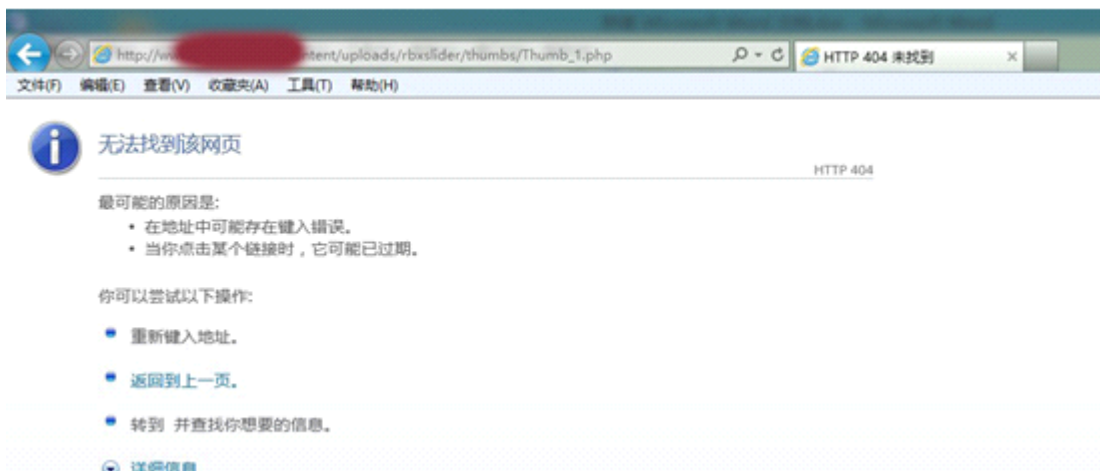 http://w
ntent/uploads/rbxslider/thumbs/Thumb_1.php
HTTP 404 未找到
文件(F) 编辑(E) 查看(V) 收藏夹(A) 工具(T) 帮助(H)
无法找到该网页
HTTP 404
最可能的原因是:
• 在地址中可能存在键入错误。
• 当你点击某个链接时，它可能已过期。
你可以尝试以下操作:
重新键入地址。
返回到上一页。
转到 并查找你想要的信息。
详细信息